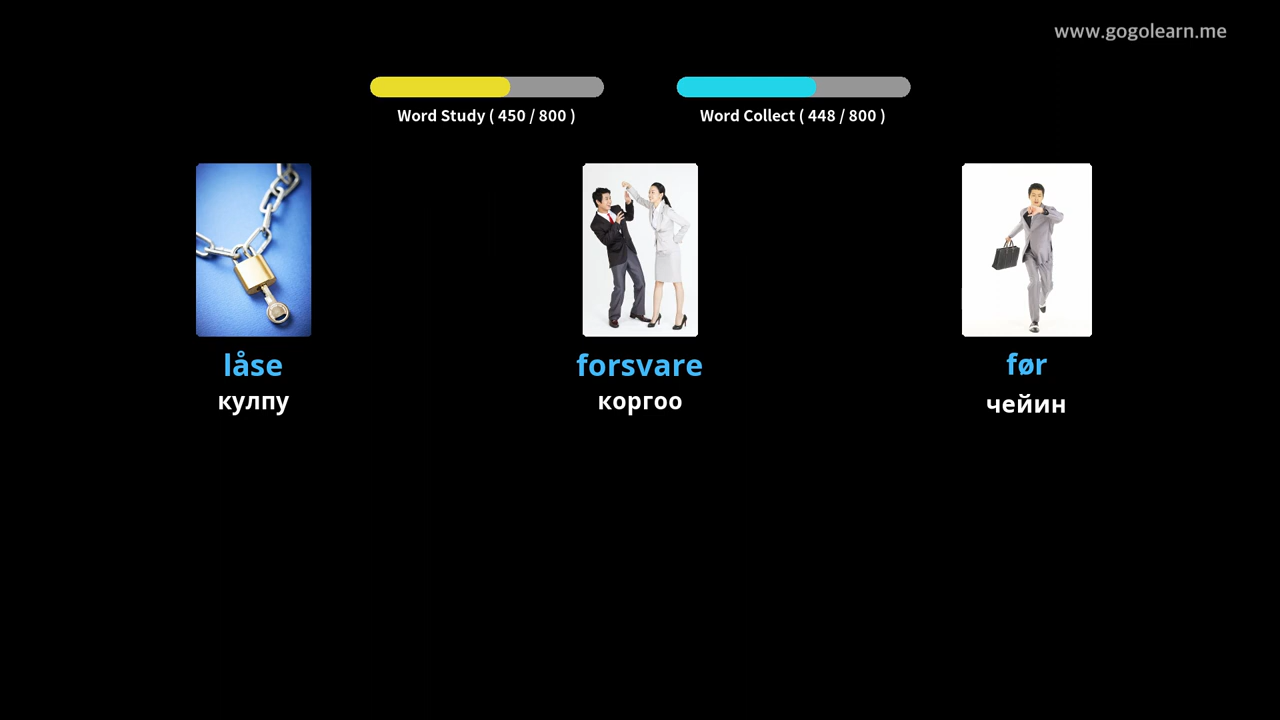 www.gogolearn.me
Word Study ( 450 / 800 )
Word Collect ( 448 / 800 )
låse
forsvare
før
кулпу
коргоо
чейин